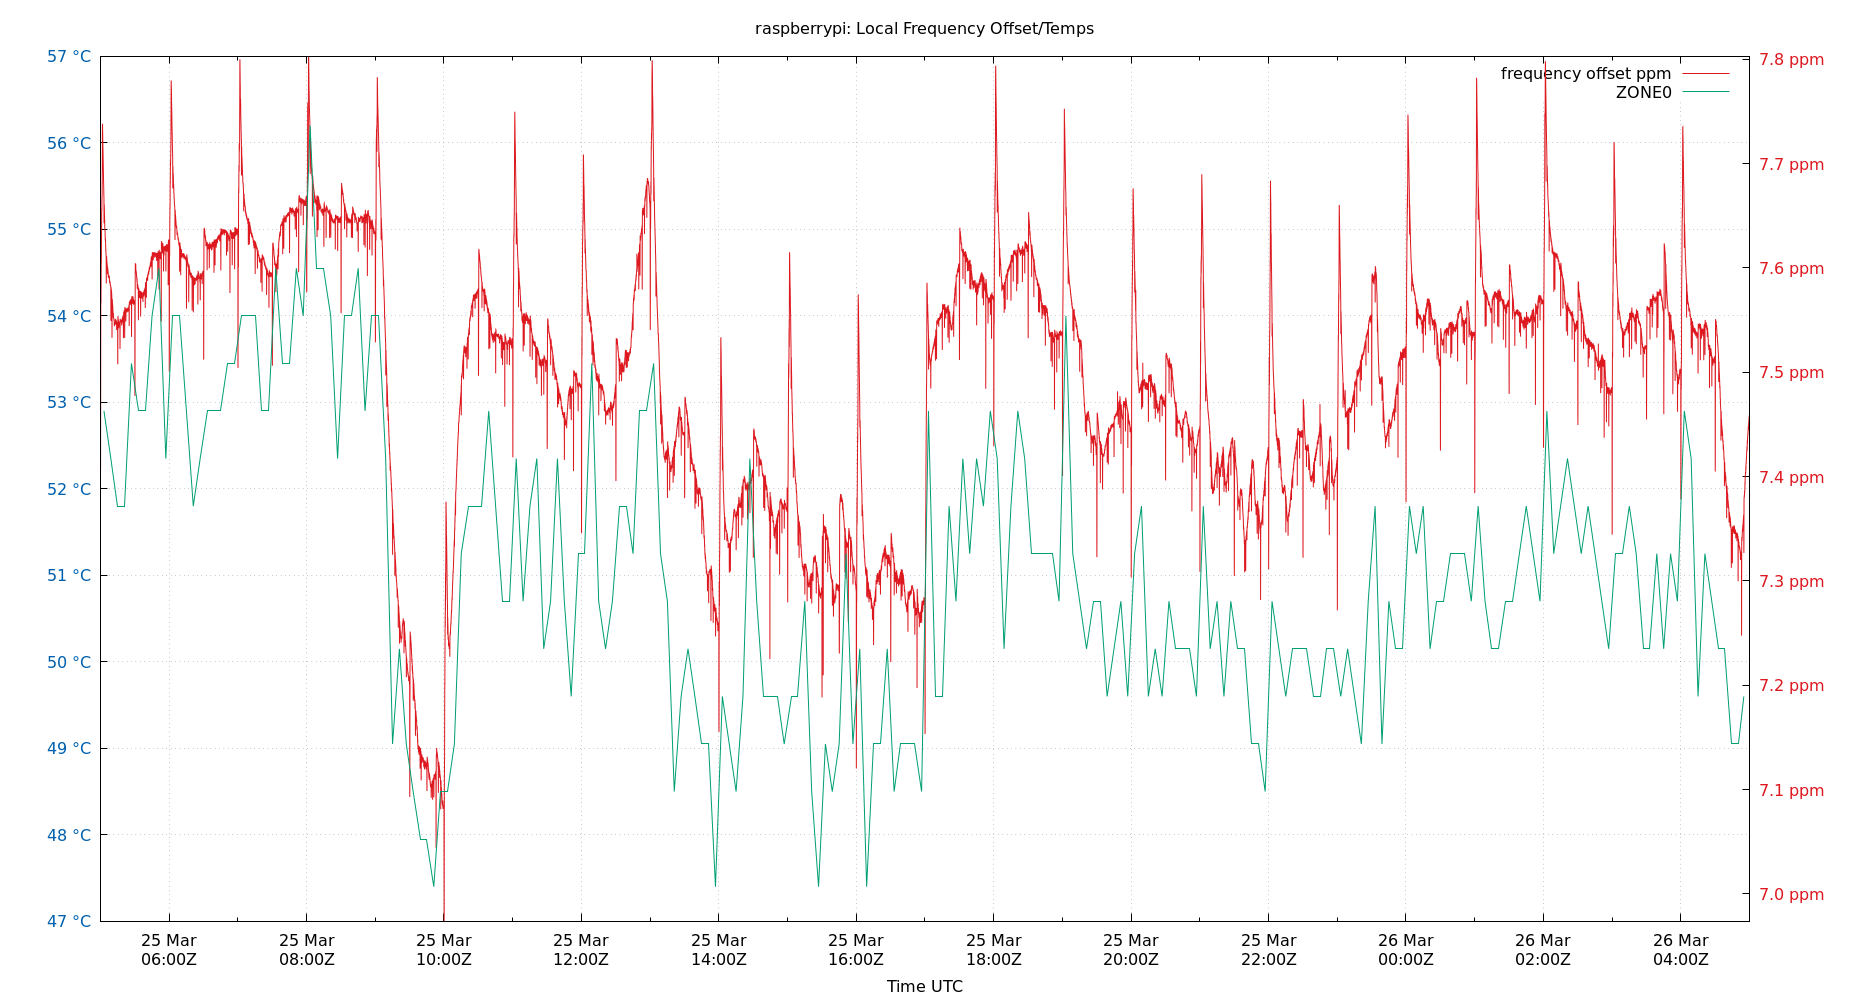 raspberrypi: Local Frequency Offset/Temps
57 °C
56 °C
55 °C
54 °C
53 °C
52 °C
51 °C
50 °C
49 °C
48 °C
47 °C
7.8 ppm
7.7 ppm
7.6 ppm
7.5 ppm
7.4 ppm
7.3 ppm
7.2 ppm
7.1 ppm
7.0 ppm
frequency offset ppm
ZONE0
25 Mar
06:00Z
25 Mar
08:00Z
25 Mar
10:00Z
25 Mar
12:00Z
25 Mar
14:00Z
25 Mar
16:00Z
25 Mar
18:00Z
25 Mar
20:00Z
25 Mar
22:00Z
26 Mar
00:00Z
26 Mar
02:00Z
26 Mar
04:00Z
Time UTC